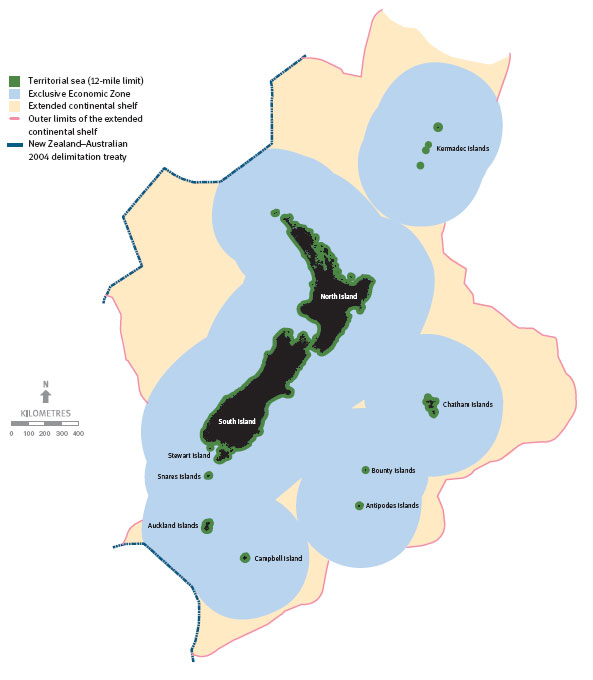 Territorial sea (12-mile limit)
Exclusive Economic Zone
Extended continental shelf
Outer limits of the extended
continental shelf
New Zealand–Australian
2004 delimitation treaty
Kermadec Islands
North Island
Chatham Islands
South Island
Stewart Island
Snares Islands
Bounty Islands
Antipodes Islands
Auckland Islands
Campbell Island
N
KILOMETRES
0 100 200 300 400